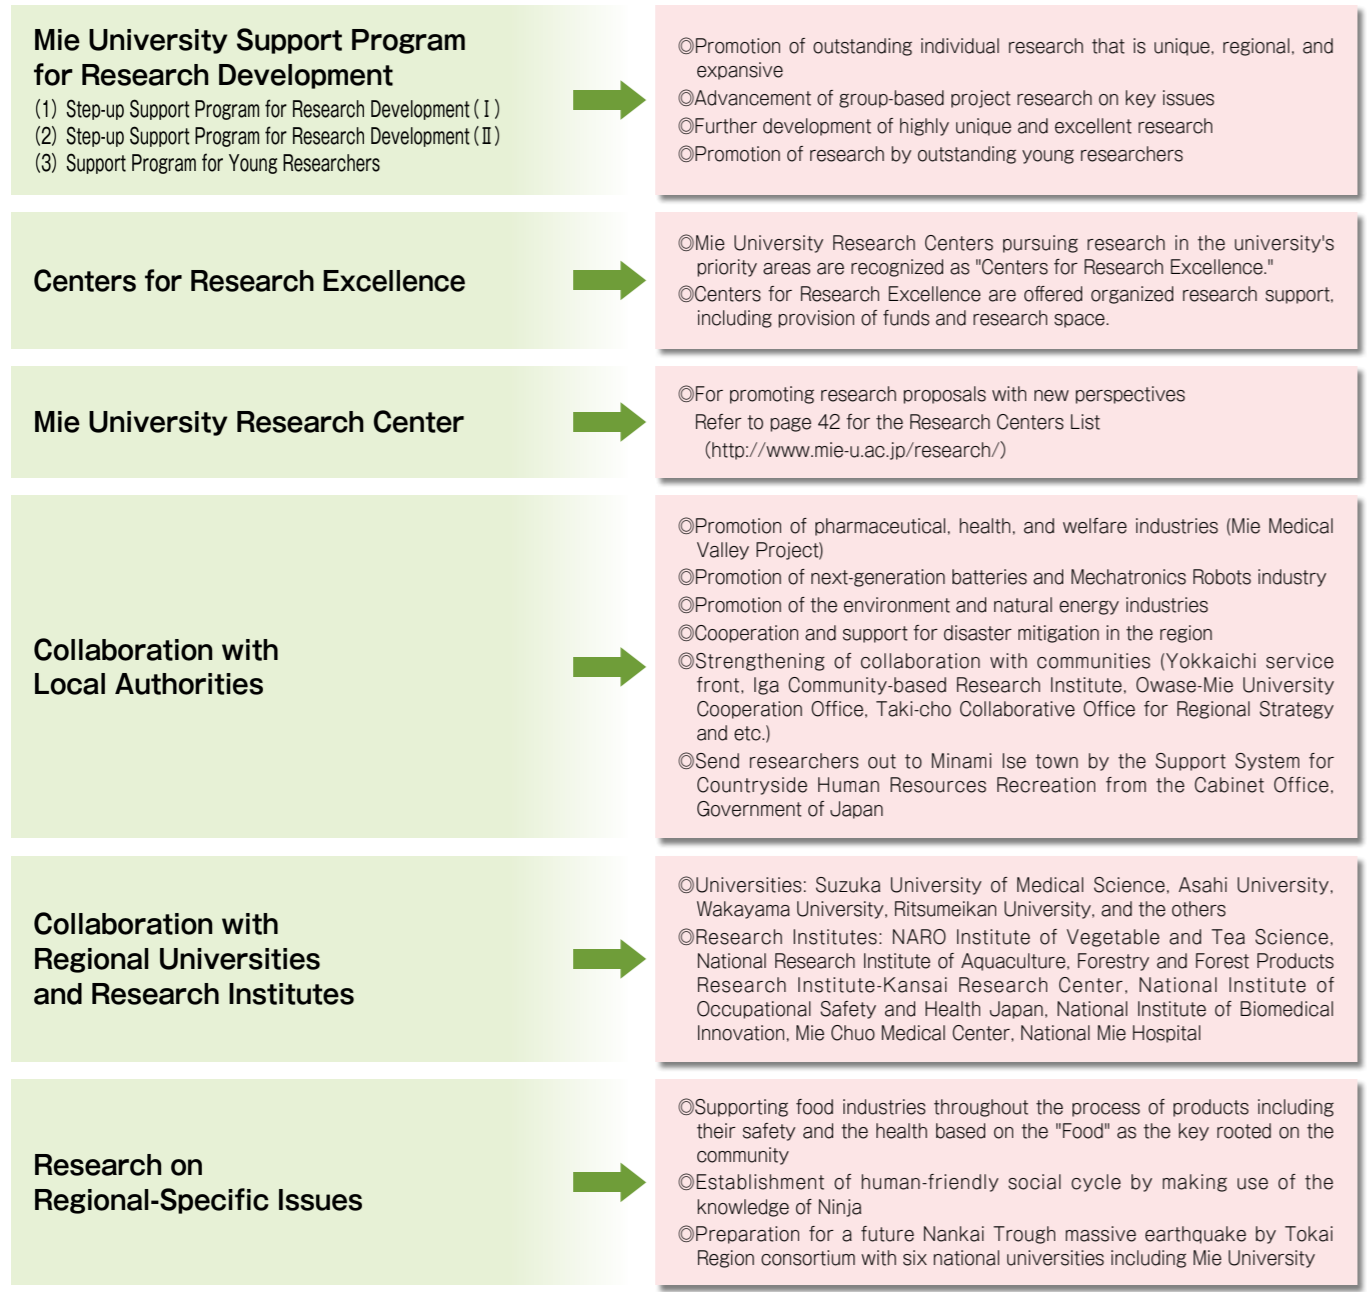 Mie University Support Program
for Research Development
(1) Step-up Support Program for Research Development(Ⅰ)
(2) Step-up Support Program for Research Development(Ⅱ)
(3) Support Program for Young Researchers
◎Promotion of outstanding individual research that is unique, regional, and
expansive
◎Advancement of group-based project research on key issues
◎Further development of highly unique and excellent research
◎Promotion of research by outstanding young researchers
Centers for Research Excellence
◎Mie University Research Centers pursuing research in the university's
priority areas are recognized as "Centers for Research Excellence."
◎Centers for Research Excellence are offered organized research support,
including provision of funds and research space.
Mie University Research Center
◎For promoting research proposals with new perspectives
Refer to page 42 for the Research Centers List
(http://www.mie-u.ac.jp/research/)
Collaboration with
Local Authorities
◎Promotion of pharmaceutical, health, and welfare industries (Mie Medical
Valley Project)
◎Promotion of next-generation batteries and Mechatronics Robots industry
◎Promotion of the environment and natural energy industries
◎Cooperation and support for disaster mitigation in the region
◎Strengthening of collaboration with communities (Yokkaichi service
front, Iga Community-based Research Institute, Owase-Mie University
Cooperation Office, Taki-cho Collaborative Office for Regional Strategy
and etc.)
◎Send researchers out to Minami Ise town by the Support System for
Countryside Human Resources Recreation from the Cabinet Office,
Government of Japan
Collaboration with
Regional Universities
and Research Institutes
◎Universities: Suzuka University of Medical Science, Asahi University,
Wakayama University, Ritsumeikan University, and the others
◎Research Institutes: NARO Institute of Vegetable and Tea Science,
National Research Institute of Aquaculture, Forestry and Forest Products
Research Institute-Kansai Research Center, National Institute of
Occupational Safety and Health Japan, National Institute of Biomedical
Innovation, Mie Chuo Medical Center, National Mie Hospital
Research on
Regional-Specific Issues
◎Supporting food industries throughout the process of products including
their safety and the health based on the "Food" as the key rooted on the
community
◎Establishment of human-friendly social cycle by making use of the
knowledge of Ninja
◎Preparation for a future Nankai Trough massive earthquake by Tokai
Region consortium with six national universities including Mie University